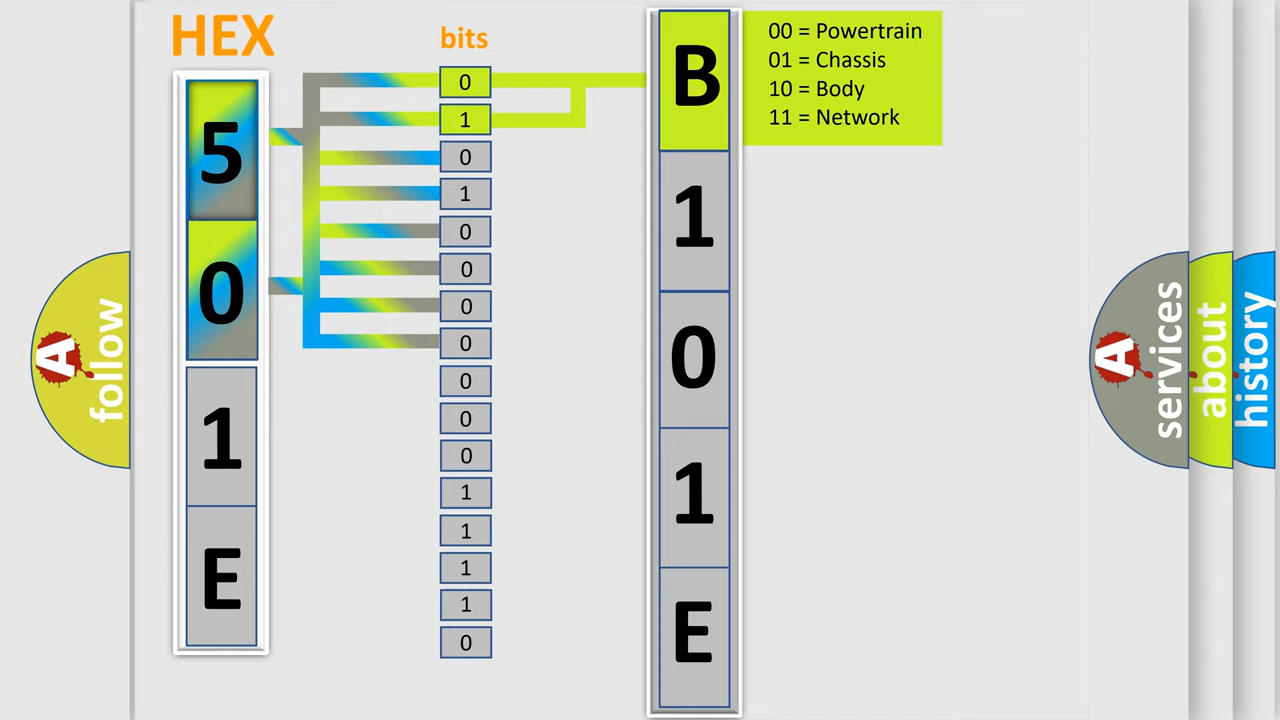 HEX
bits
5
0
1
E
0
1
0
1
0
0
0
0
0
0
0
1
1
1
1
0
B
1
0
1
E
00 = Powertrain
01 = Chassis
10 = Body
11 = Network
A
follow
A
services
about
history